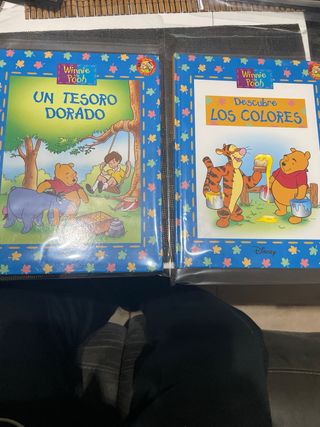 Winnie
the
Pooh
UN TESORO
DORADO
Winnie
the
Pooh
Descubre
LOS COLORES
Disney